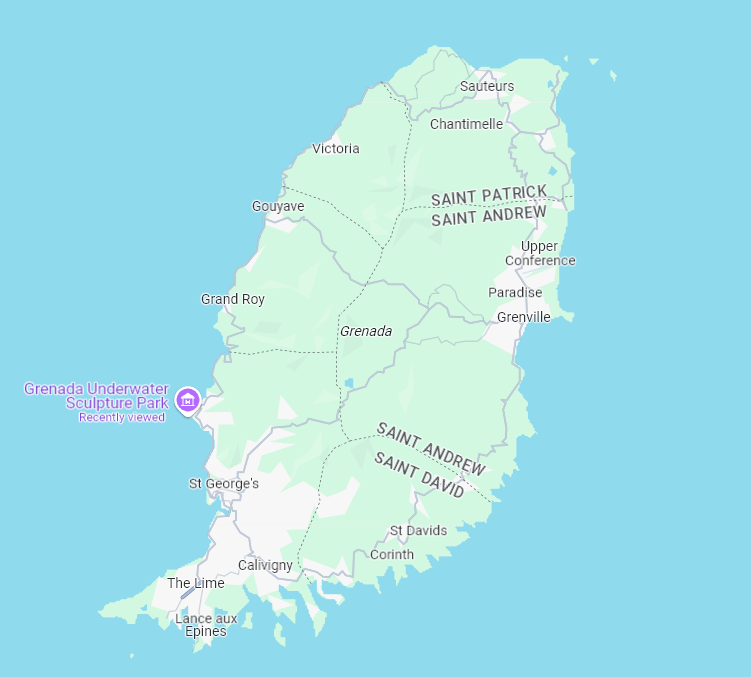 Sauteurs
Chantimelle
Victoria
SAINT PATRICK
Gouyave
SAINT ANDREW
Upper
Conference
Paradise
Grand Roy
Grenville
Grenada
Grenada Underwater
Sculpture Park
Recently viewed
SAINT ANDREW
SAINT DAVID
St George's
St Davids
Corinth
Calivigny
The Lime
Lance aux
Epines